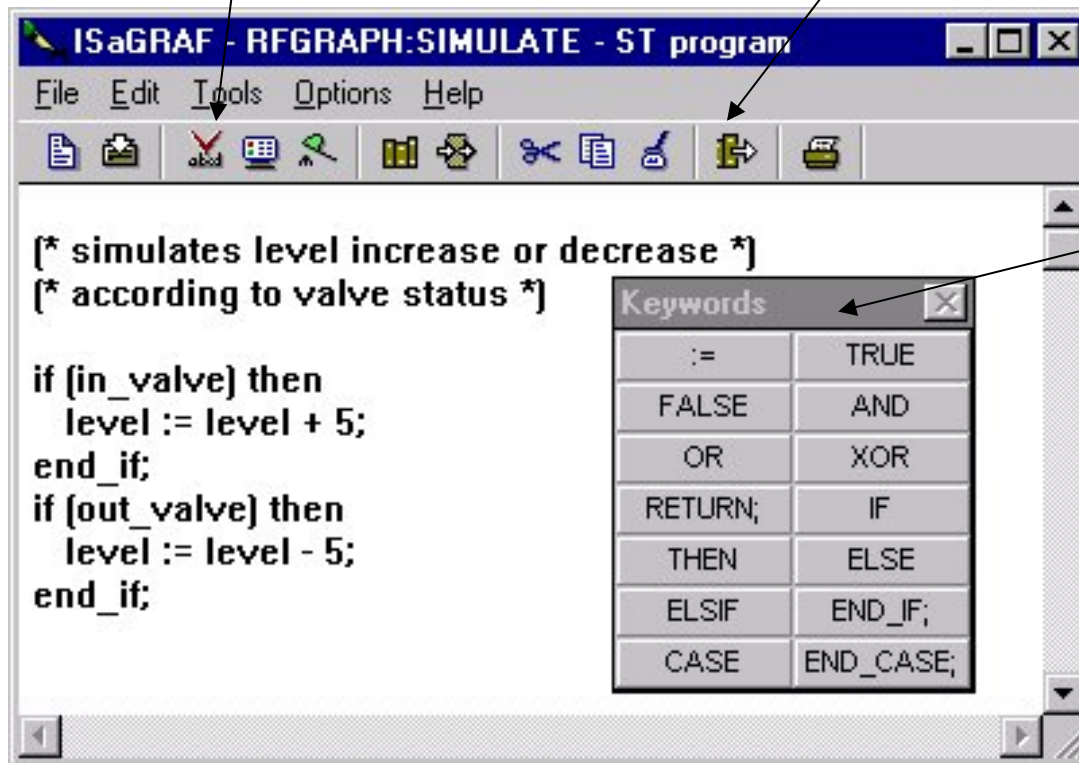 ISaGRAF - RFGRAPH:SIMULATE - ST program
File Edit Tools Options Help
abcd
(* simulates level increase or decrease *)
(* according to valve status *)
if (in_valve) then
level := level + 5;
end_if;
if (out_valve) then
level := level - 5;
end_if;
Keywords
:= TRUE
FALSE AND
OR XOR
RETURN; IF
THEN ELSE
ELSIF END_IF;
CASE END_CASE;